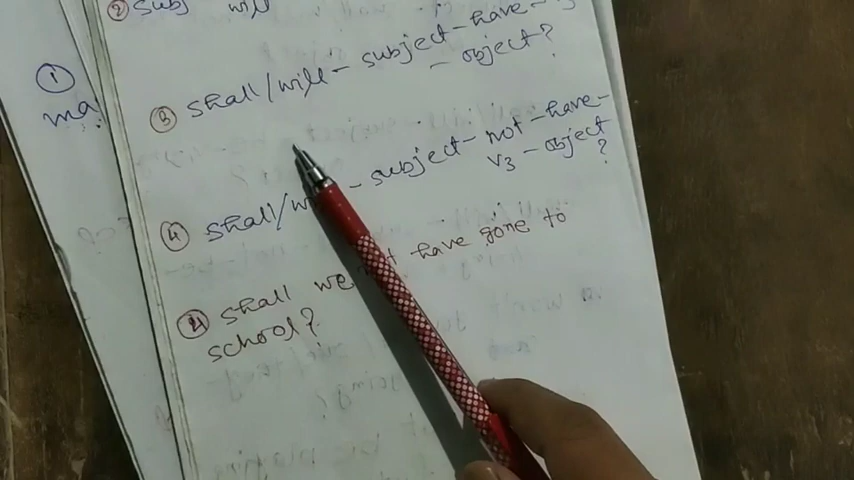 ② Subj will
③ shall/will - subject - have -
- object?
④ shall/ - subject - not - have -
V3 - object
?
④ shall we have gone to
school?
①
ma